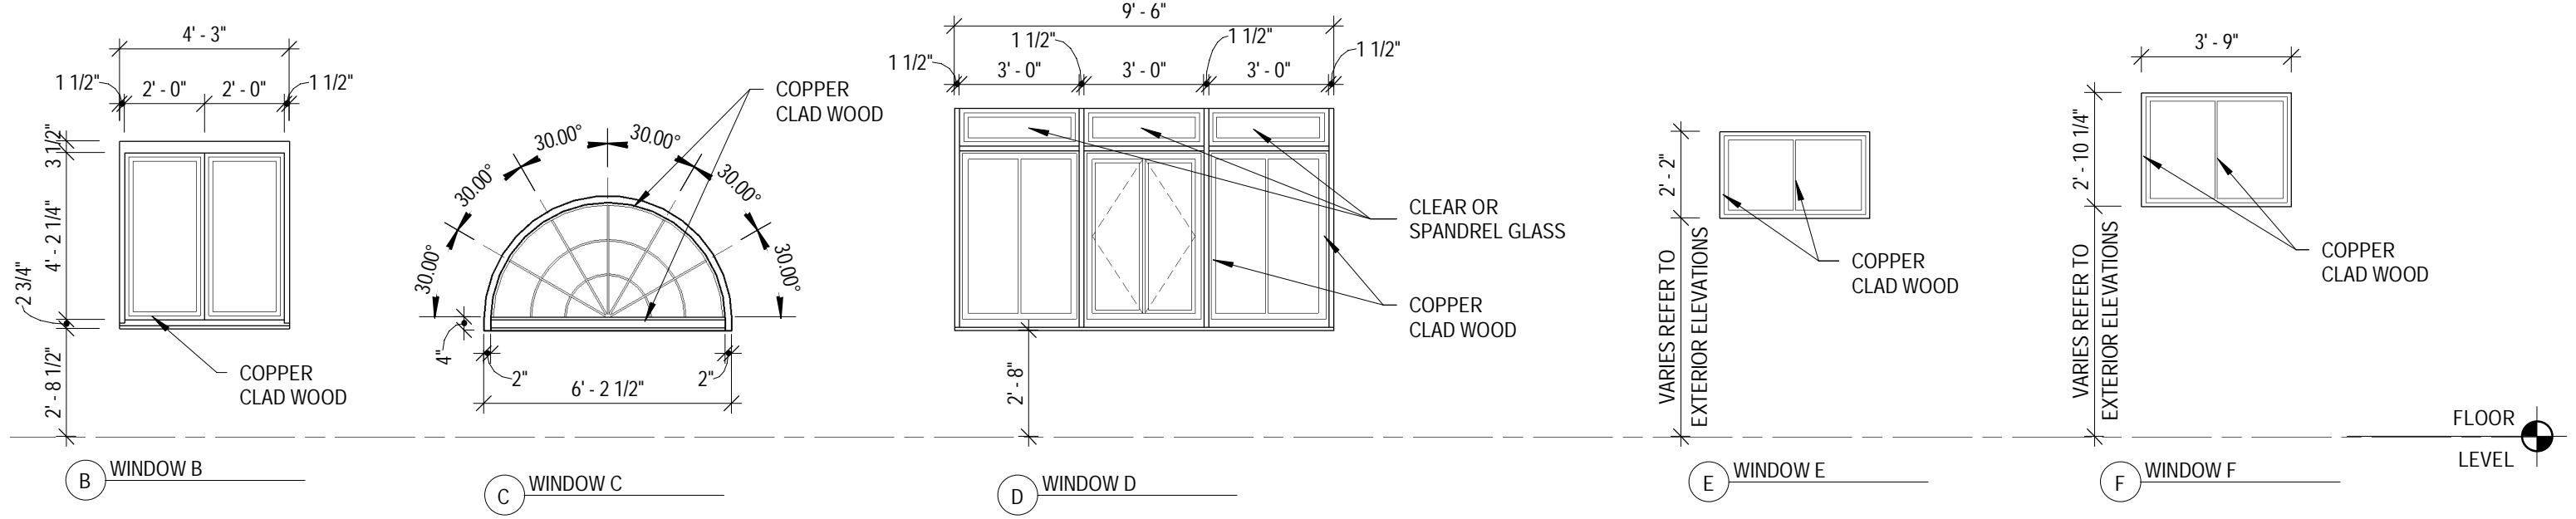 4' - 3"
1 1/2"
2' - 0"
2' - 0"
1 1/2"
3 1/2"
4' - 2 1/4"
2 3/4"
2' - 8 1/2"
COPPER
CLAD WOOD
B
WINDOW B
30.00°
30.00°
30.00°
30.00°
30.00°
30.00°
COPPER
CLAD WOOD
4"
2"
2"
6' - 2 1/2"
C
WINDOW C
9' - 6"
1 1/2"
1 1/2"
1 1/2"
1 1/2"
3' - 0"
3' - 0"
3' - 0"
CLEAR OR
SPANDREL GLASS
COPPER
CLAD WOOD
2' - 8"
D
WINDOW D
2' - 2"
VARIES REFER TO
EXTERIOR ELEVATIONS
COPPER
CLAD WOOD
E
WINDOW E
3' - 9"
2' - 10 1/4"
VARIES REFER TO
EXTERIOR ELEVATIONS
COPPER
CLAD WOOD
F
WINDOW F
FLOOR
LEVEL